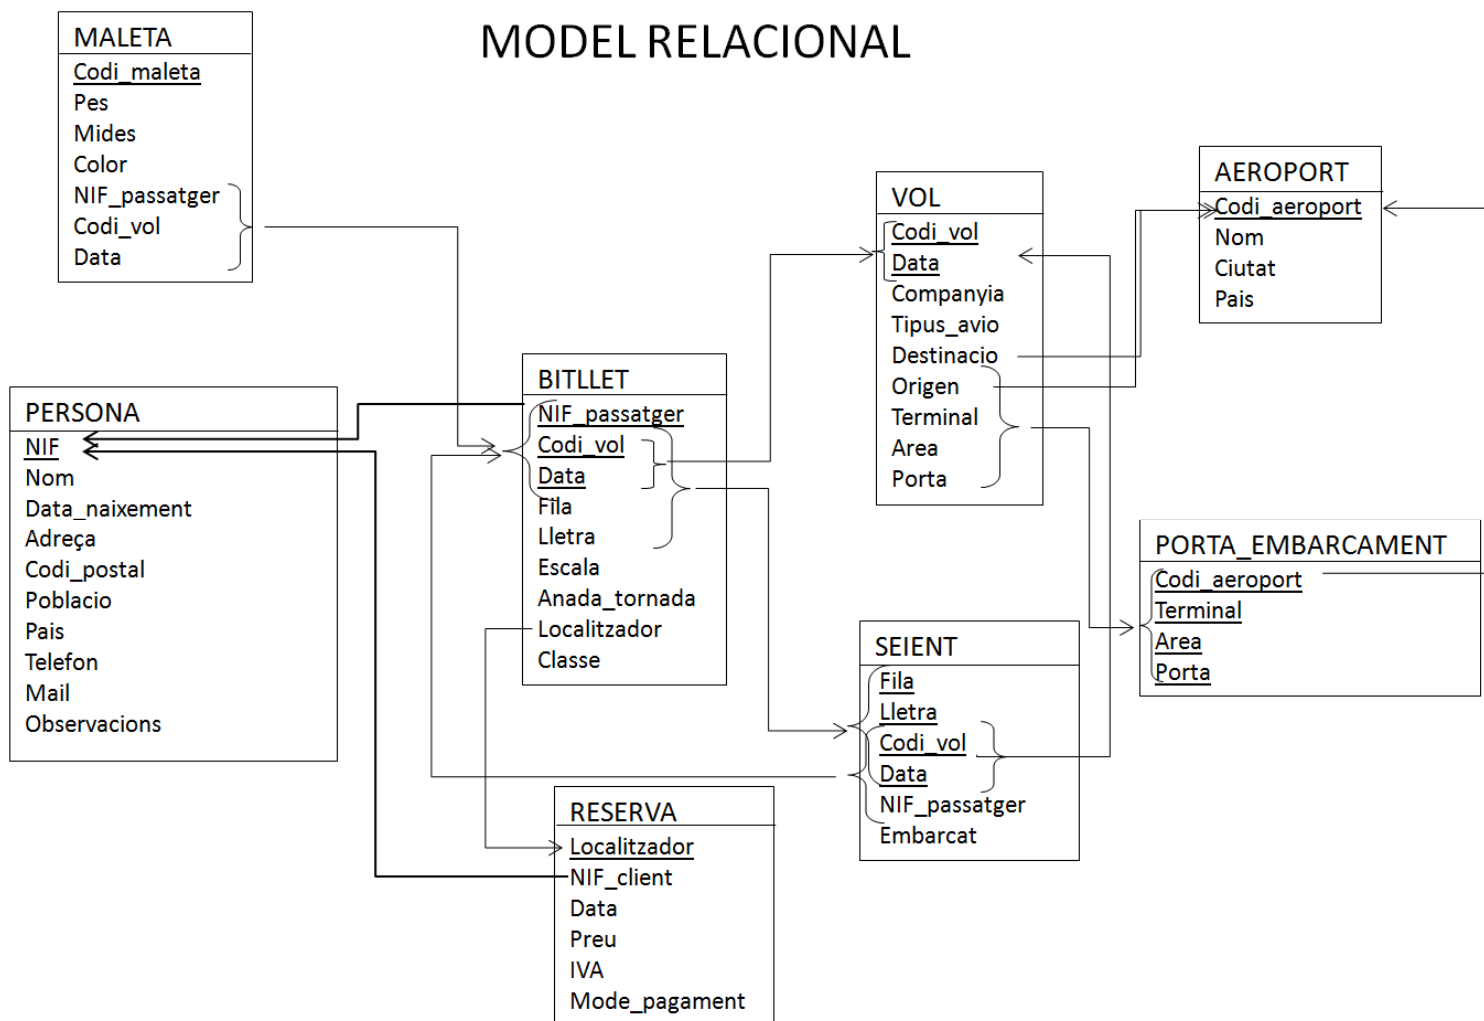 MODEL RELACIONAL
MALETA
Codi_maleta
Pes
Mides
Color
NIF_passatger
Codi_vol
Data
PERSONA
NIF
Nom
Data_naixement
Adreça
Codi_postal
Poblacio
Pais
Telefon
Mail
Observacions
BITLLET
NIF_passatger
Codi_vol
Data
Fila
Lletra
Escala
Anada_tornada
Localitzador
Classe
RESERVA
Localitzador
NIF_client
Data
Preu
IVA
Mode_pagament
VOL
Codi_vol
Data
Companyia
Tipus_avio
Destinacio
Origen
Terminal
Area
Porta
SEIENT
Fila
Lletra
Codi_vol
Data
NIF_passatger
Embarcat
AEROPORT
Codi_aeroport
Nom
Ciutat
Pais
PORTA_EMBARCAMENT
Codi_aeroport
Terminal
Area
Porta